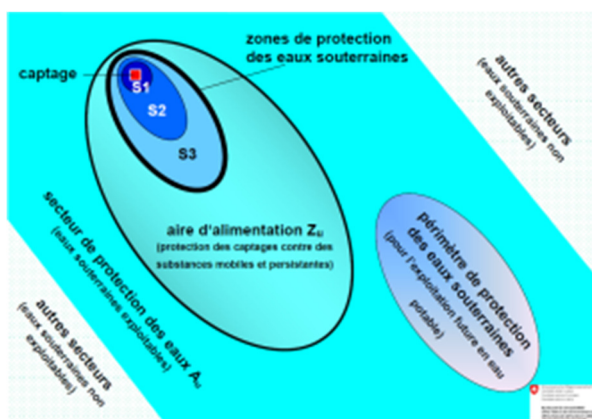 zones de protection
des eaux souterraines
captage
S1
S2
S3
aire d'alimentation Zu
(protection des captages contre des
substances mobiles et persistantes)
secteur de protection des eaux Au
(eaux souterraines exploitables)
autres secteurs
(eaux souterraines non
exploitables)
autres secteurs
(eaux souterraines non
exploitables)
périmètre de protection
des eaux souterraines
(pour l'exploitation future en eau
potable)